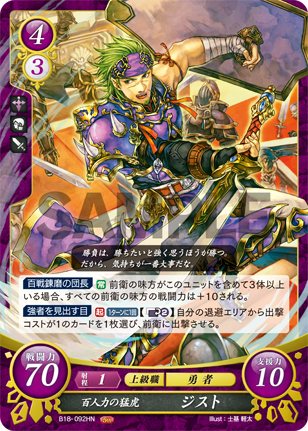 4
3
SAMPLE
勝負は、勝ちたいと強く思うほうが勝つ。
だから、気持ちが一番大事だな。
百戦錬磨の団長 常 前衛の味方がこのユニットを含めて3体以上
いる場合、すべての前衛の味方の戦闘力は+10される。
強者を見出す目 起 1ターンに1回 【 2】 自分の退避エリアから出撃
コストが1のカードを1枚選び、前衛に出撃させる。
戦闘力
70
射程 1 上級職 勇者
支援力
10
百人力の猛虎 ジスト
B18-092HN Illust:土基 軽太